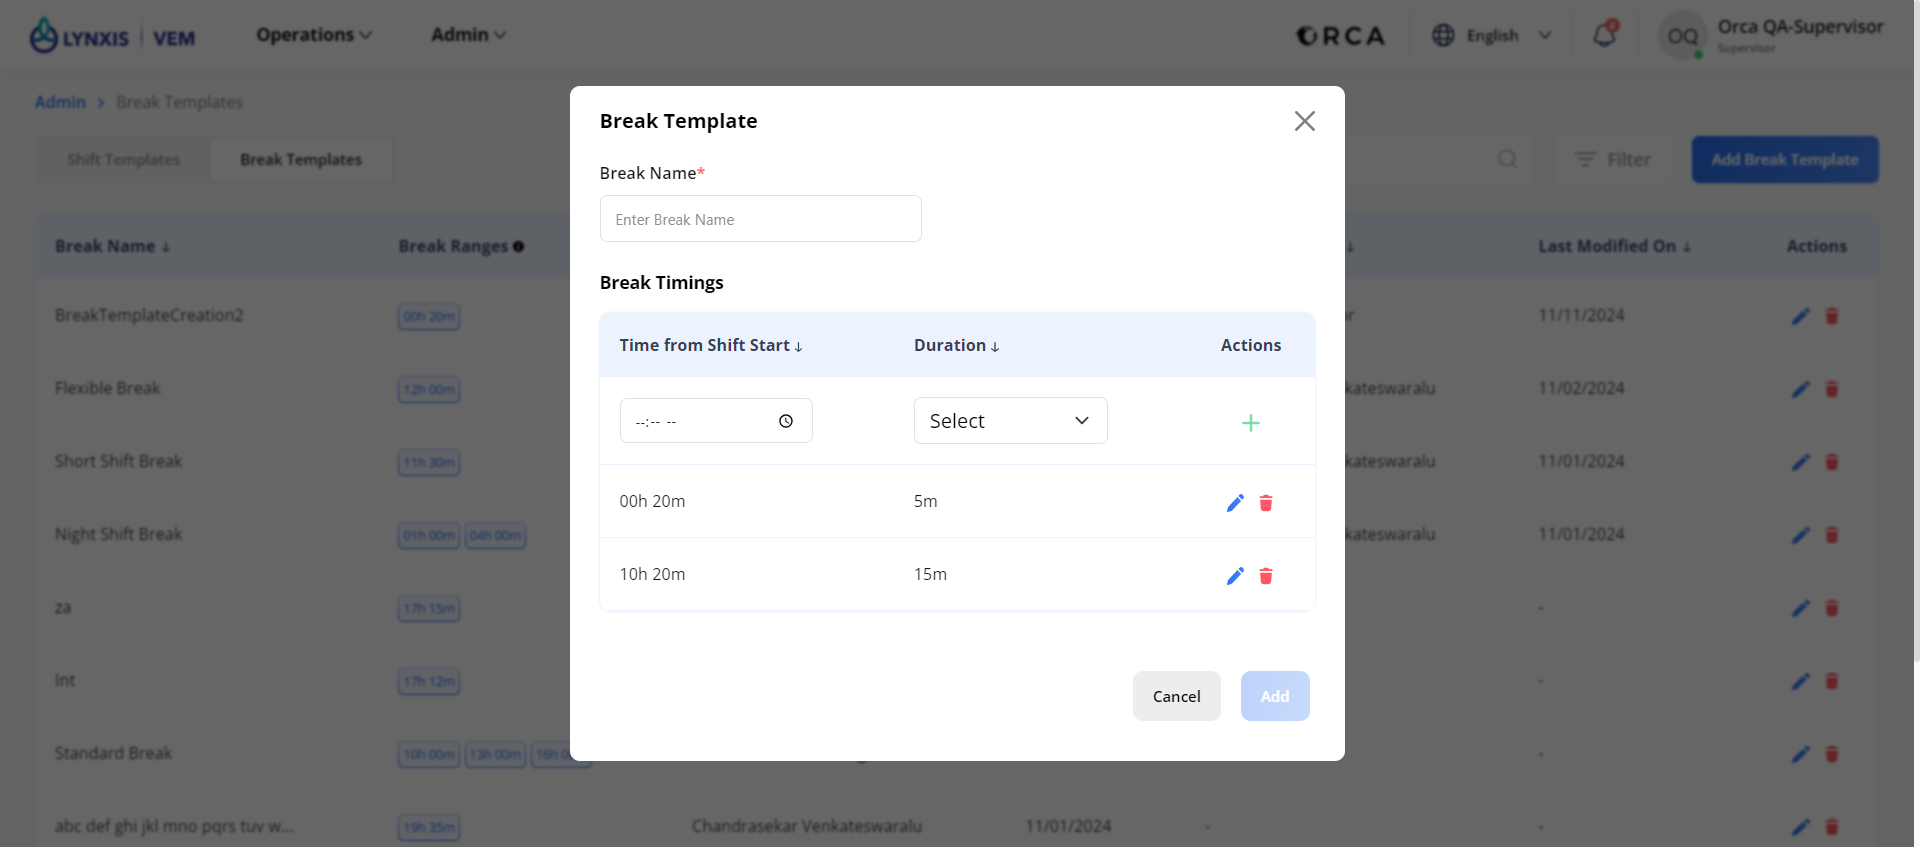 LYNXIS | VEM Operations Admin ORCA English 4 OQ Orca QA-Supervisor
Supervisor
Admin > Break Templates
Shift Templates Break Templates Filter Add Break Template
Break Name ↓ Break Ranges ↓ Last Modified On ↓ Actions
BreakTemplateCreation2 00h 20m 11/11/2024
Flexible Break 12h 00m kateswaralu 11/02/2024
Short Shift Break 11h 30m kateswaralu 11/01/2024
Night Shift Break 01h 00m 04h 00m kateswaralu 11/01/2024
za 17h 15m -
Int 17h 12m -
Standard Break 10h 00m 13h 00m -
abc def ghi jkl mno pqrs tuv w... 19h 35m Chandrasekar Venkateswaralu 11/01/2024 - -
Break Template
Break Name*
Enter Break Name
Break Timings
Time from Shift Start ↓ Duration ↓ Actions
--:-- -- Select +
00h 20m 5m
10h 20m 15m
Cancel Add